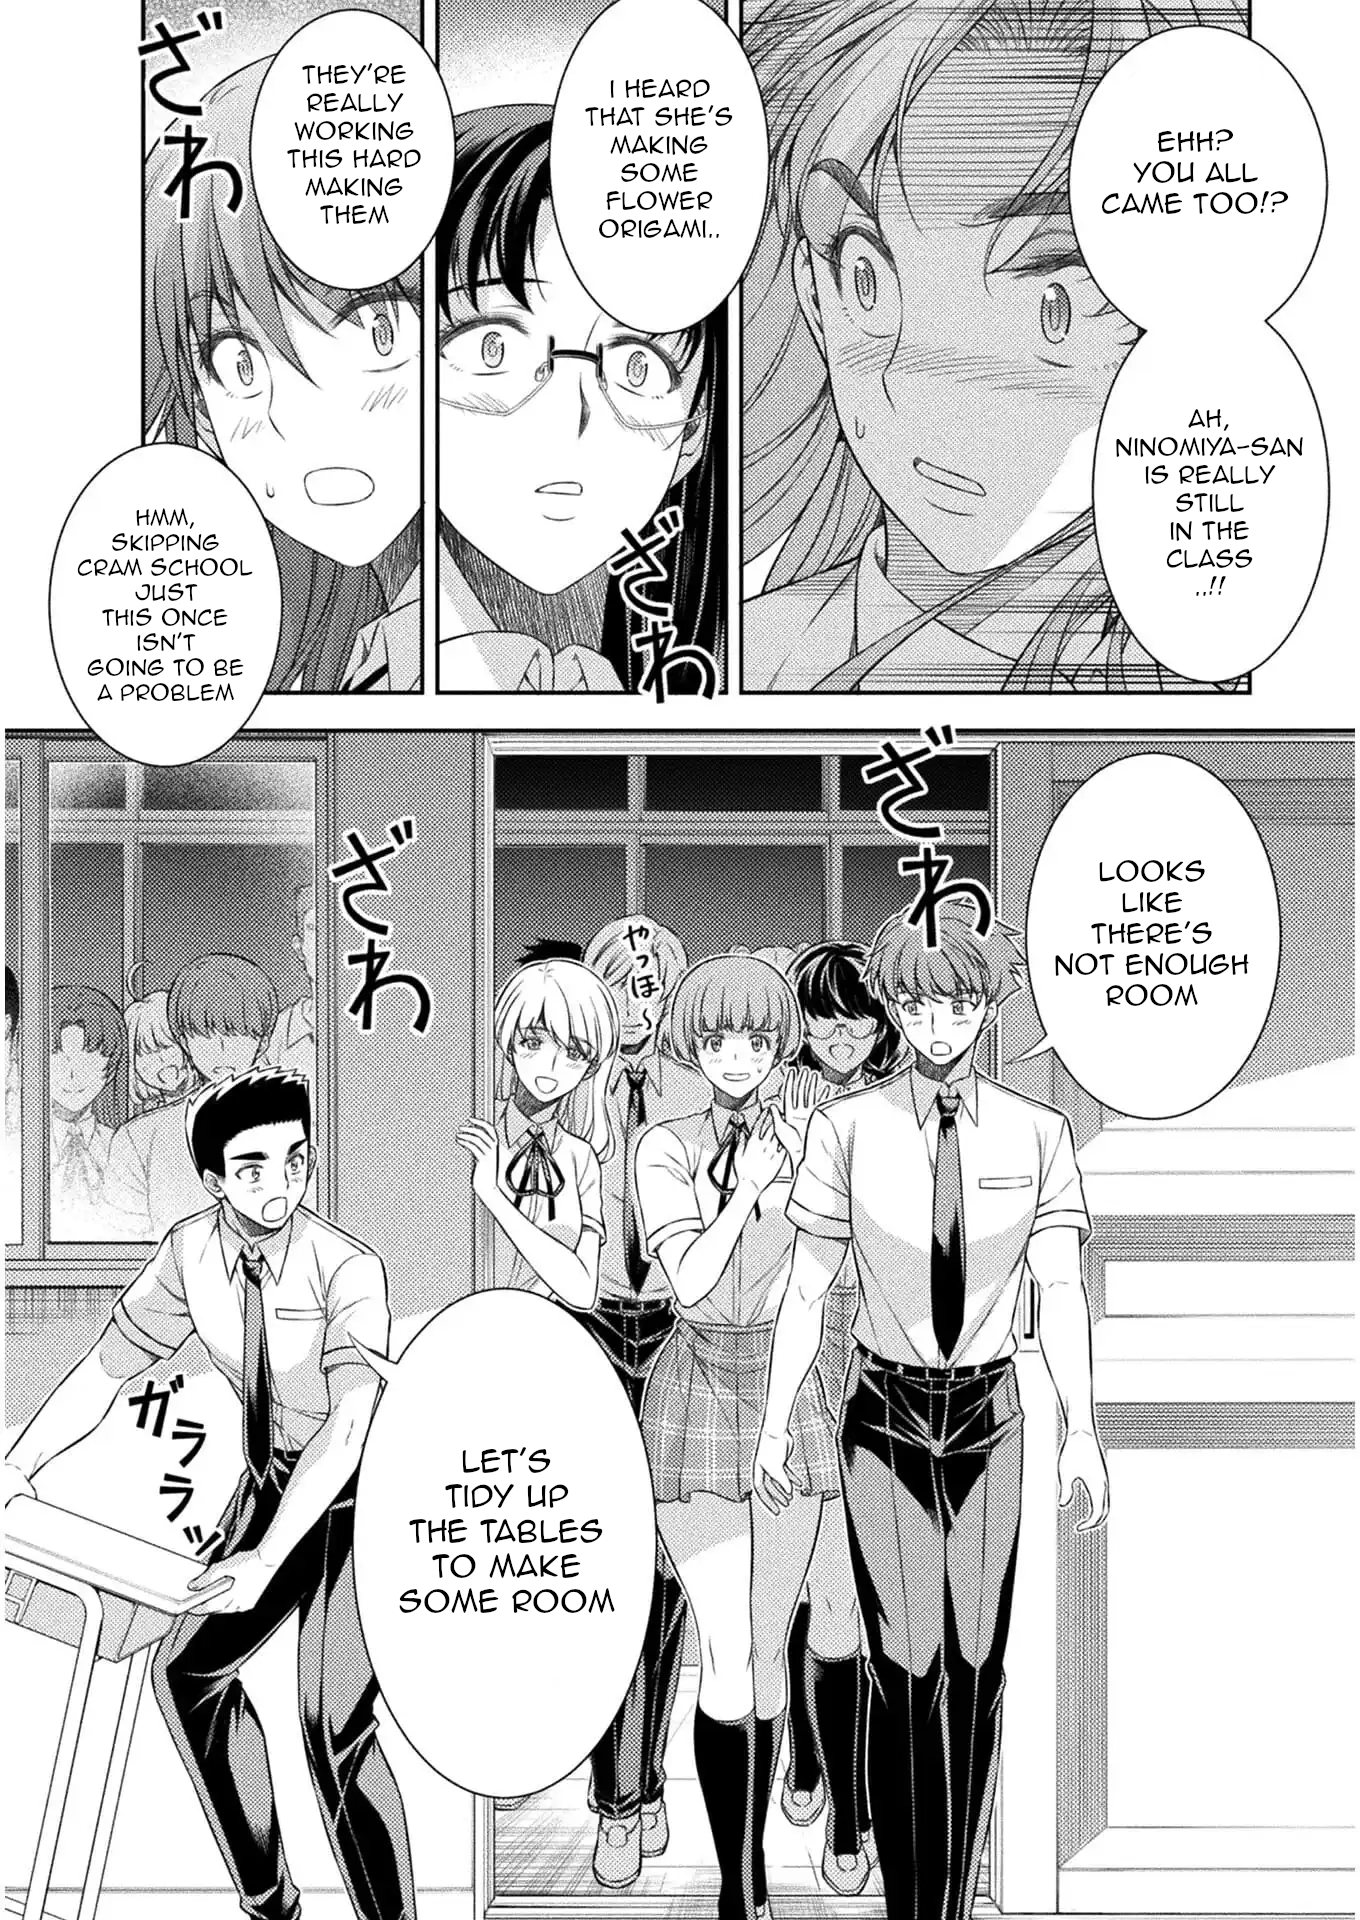 EHH?
YOU ALL
CAME TOO!?
AH,
NINOMIYA-SAN
IS REALLY
STILL
IN THE
CLASS
..!!
I HEARD
THAT SHE'S
MAKING
SOME
FLOWER
ORIGAMI..
ざわ
THEY'RE
REALLY
WORKING
THIS HARD
MAKING
THEM
ざわ
HMM,
SKIPPING
CRAM SCHOOL
JUST
THIS ONCE
ISN'T
GOING TO BE
A PROBLEM
LOOKS
LIKE
THERE'S
NOT ENOUGH
ROOM
ざわ
やっほ～
ざわ
LET'S
TIDY UP
THE TABLES
TO MAKE
SOME ROOM
ガララッ